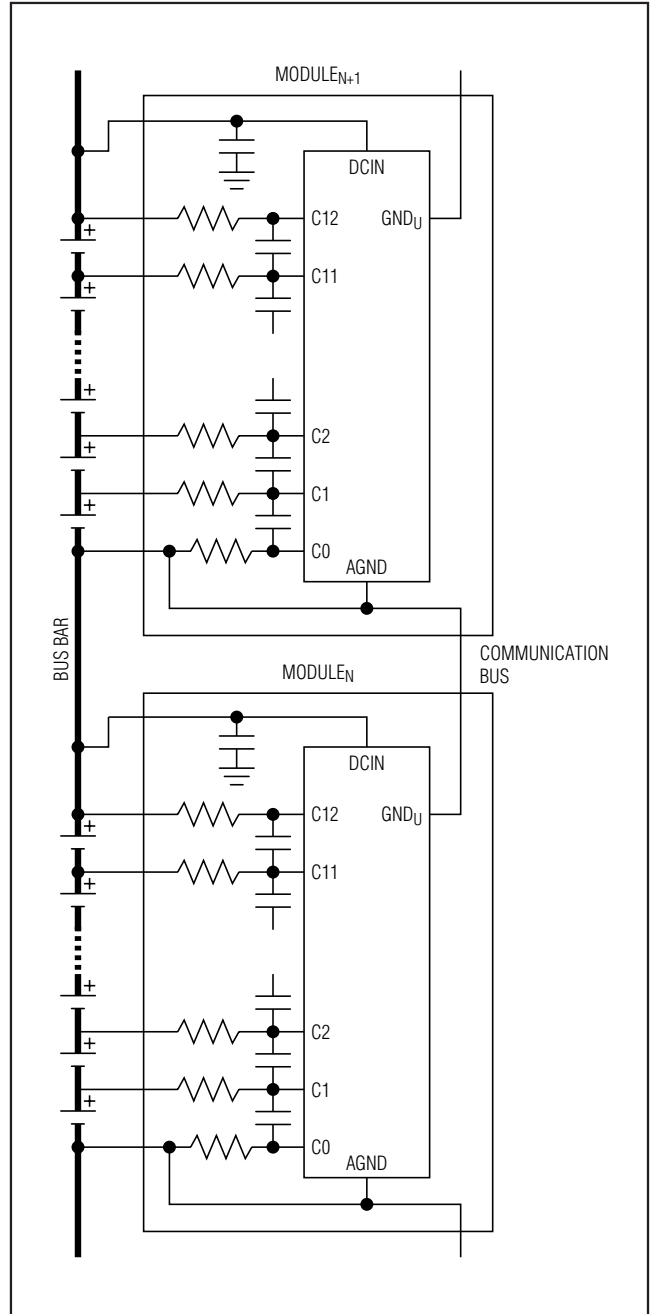 MODULEN+1
DCIN
C12
GNDU
+
C11
+
+
C2
+
C1
+
C0
AGND
BUS BAR
COMMUNICATION
BUS
MODULEN
DCIN
C12
GNDU
+
C11
+
+
C2
+
C1
+
C0
AGND